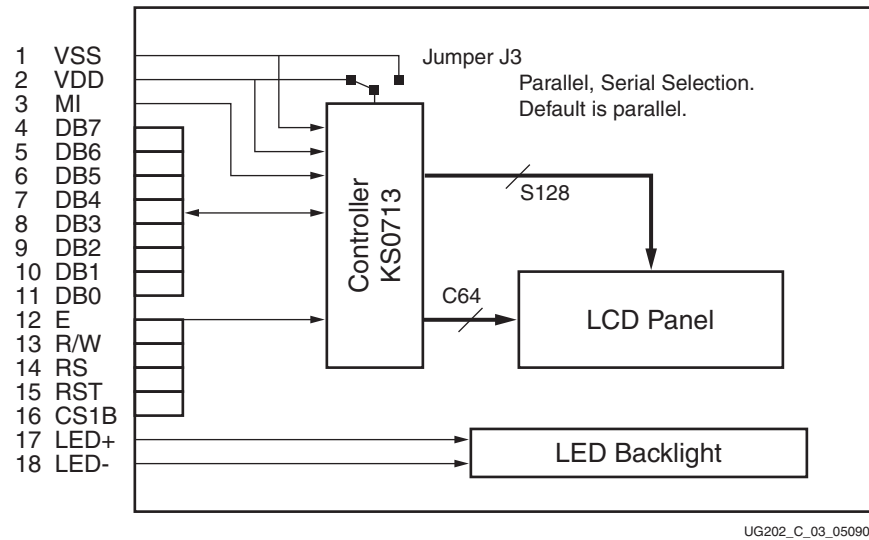 1 VSS
2 VDD
3 MI
4 DB7
5 DB6
6 DB5
7 DB4
8 DB3
9 DB2
10 DB1
11 DB0
12 E
13 R/W
14 RS
15 RST
16 CS1B
17 LED+
18 LED-
Jumper J3
Parallel, Serial Selection.
Default is parallel.
Controller
KS0713
S128
C64
LCD Panel
LED Backlight
UG202_C_03_05090